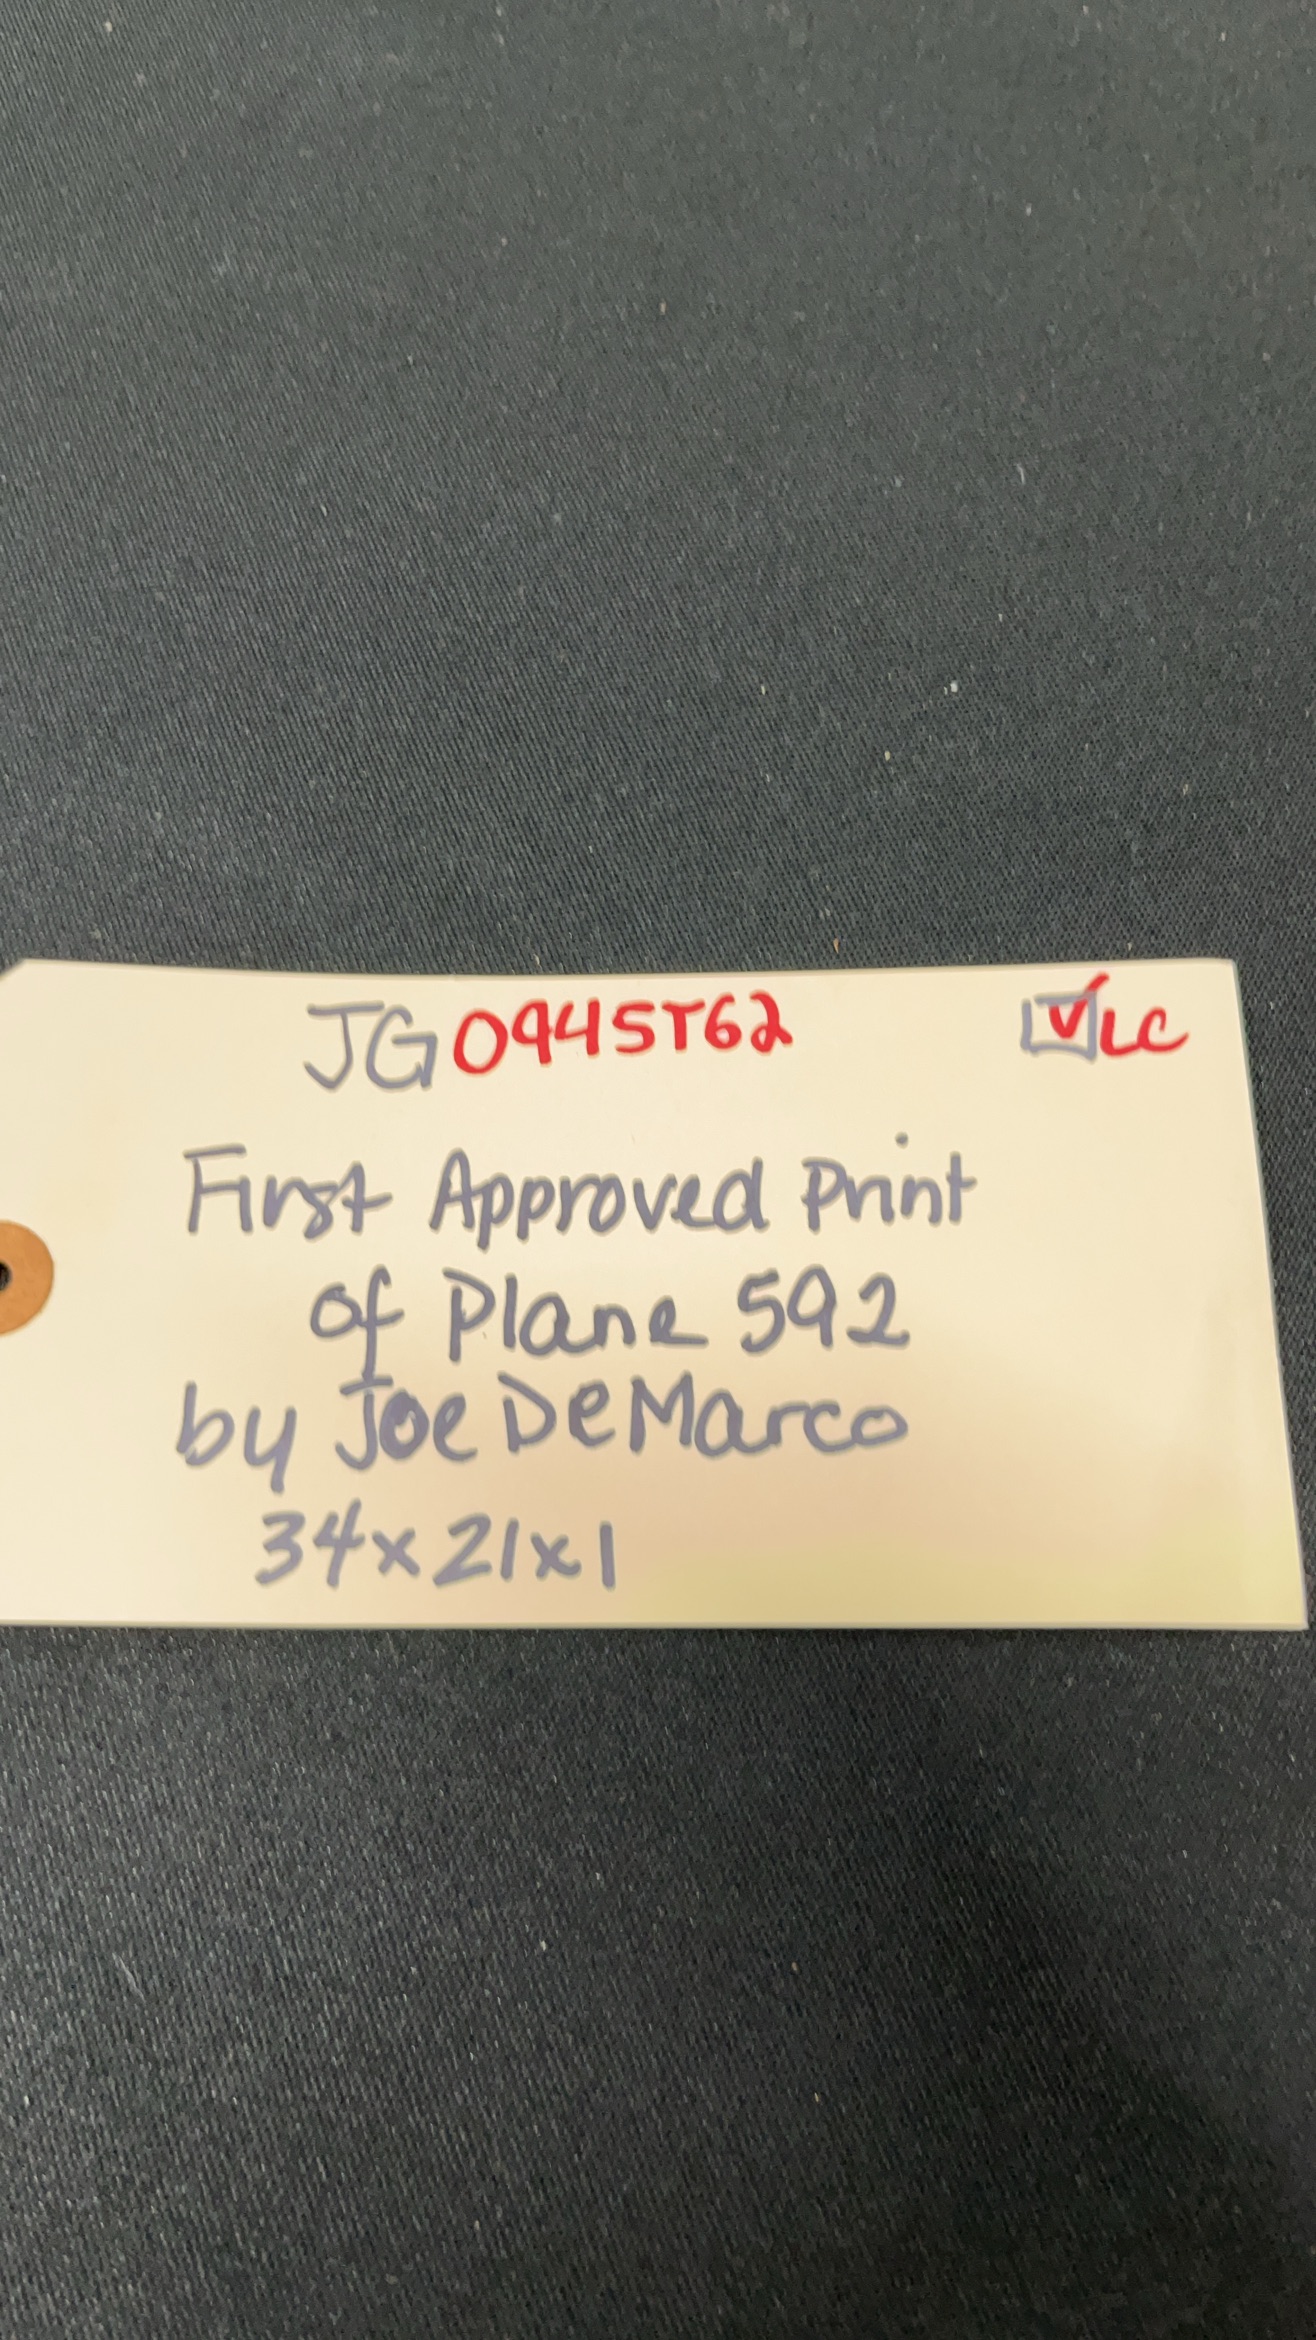 JG0945T62 ☑LC
First Approved Print
of Plane 592
by Joe DeMarco
34x21x1